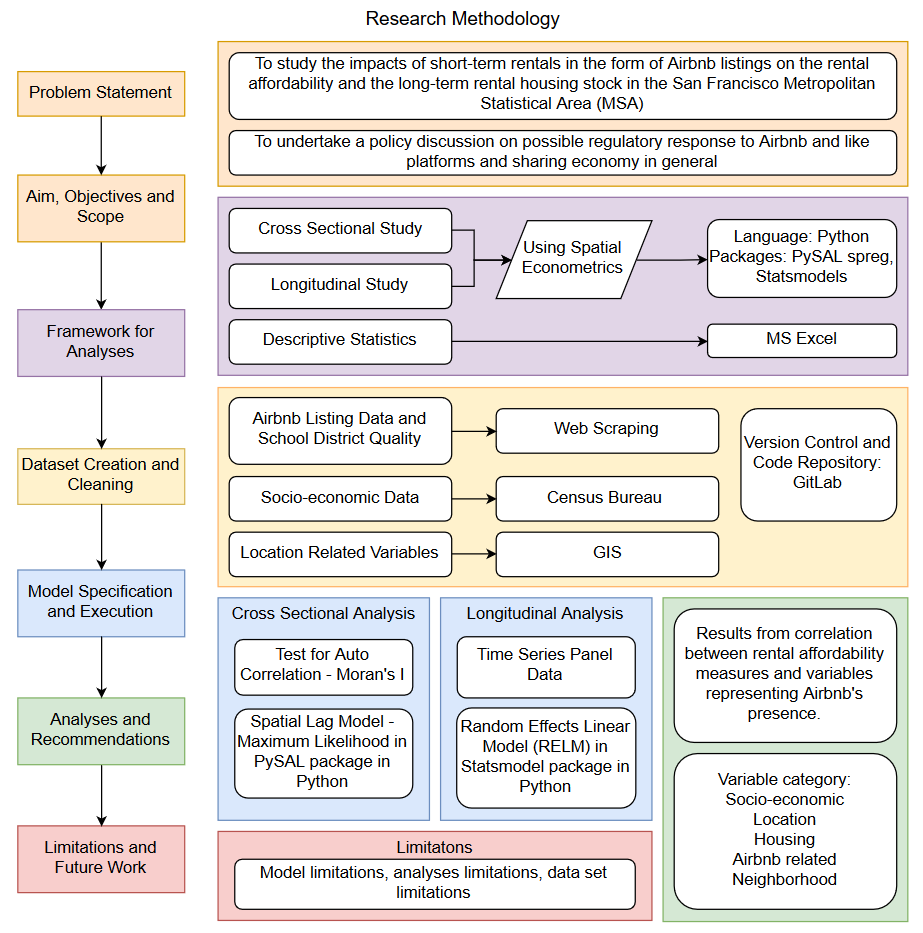 Research Methodology
Problem Statement
Aim, Objectives and
Scope
Framework for
Analyses
Dataset Creation and
Cleaning
Model Specification
and Execution
Analyses and
Recommendations
Limitations and
Future Work
To study the impacts of short-term rentals in the form of Airbnb listings on the rental
affordability and the long-term rental housing stock in the San Francisco Metropolitan
Statistical Area (MSA)
To undertake a policy discussion on possible regulatory response to Airbnb and like
platforms and sharing economy in general
Cross Sectional Study
Longitudinal Study
Using Spatial
Econometrics
Language: Python
Packages: PySAL spreg,
Statsmodels
Descriptive Statistics
MS Excel
Airbnb Listing Data and
School District Quality
Web Scraping
Socio-economic Data
Census Bureau
Location Related Variables
GIS
Version Control and
Code Repository:
GitLab
Cross Sectional Analysis
Test for Auto
Correlation - Moran's I
Spatial Lag Model -
Maximum Likelihood in
PySAL package in
Python
Longitudinal Analysis
Time Series Panel
Data
Random Effects Linear
Model (RELM) in
Statsmodel package in
Python
Results from correlation
between rental affordability
measures and variables
representing Airbnb's
presence.
Variable category:
Socio-economic
Location
Housing
Airbnb related
Neighborhood
Limitatons
Model limitations, analyses limitations, data set
limitations